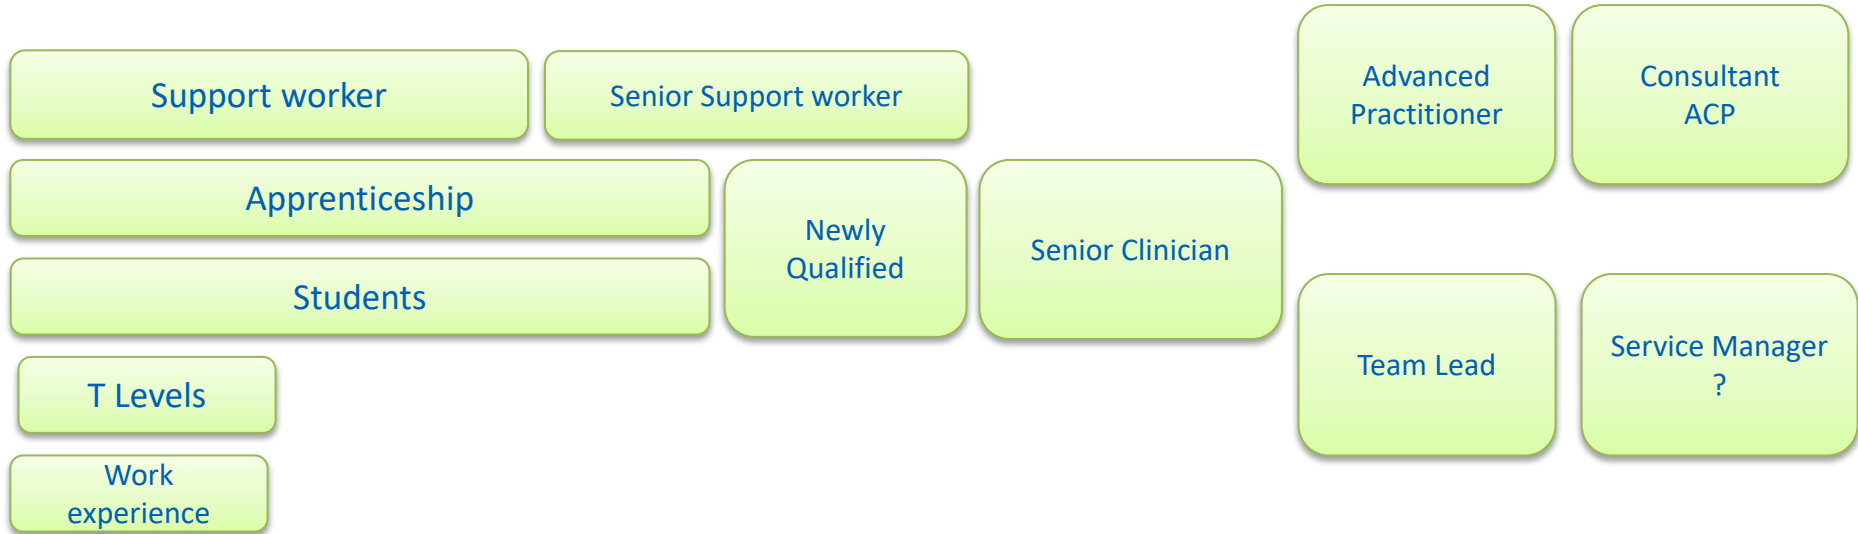 Support worker
Senior Support worker
Advanced
Practitioner
Consultant
ACP
Apprenticeship
Students
Newly
Qualified
Senior Clinician
T Levels
Work
experience
Team Lead
Service Manager
?